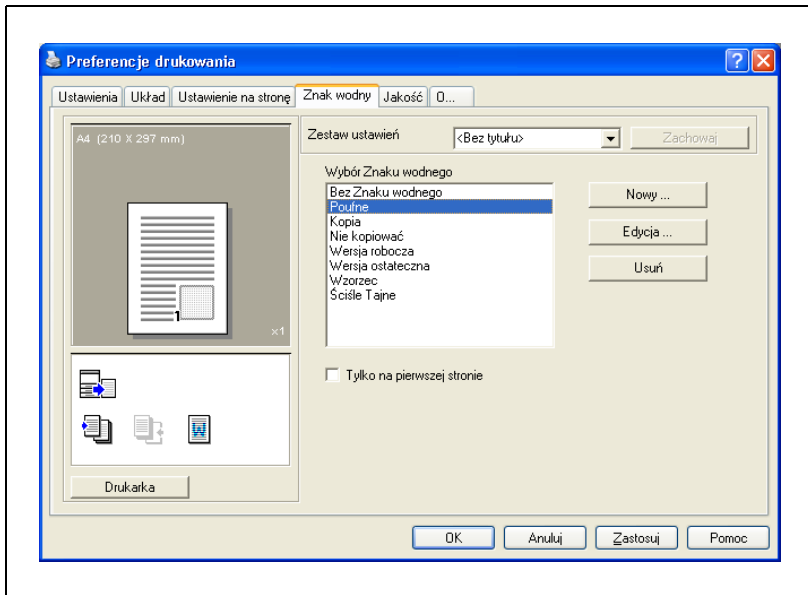 Preferencje drukowania
Ustawienia Układ Ustawienie na stronę Znak wodny Jakość O...
A4 (210 X 297 mm)
Zestaw ustawień <Bez tytułu> Zachowaj
Wybór Znaku wodnego
Bez Znaku wodnego
Poufne
Kopia
Nie kopiować
Wersja robocza
Wersja ostateczna
Wzorzec
Ściśle Tajne
Nowy ...
Edycja ...
Usuń
1
x1
Tylko na pierwszej stronie
W
Drukarka
OK Anuluj Zastosuj Pomoc